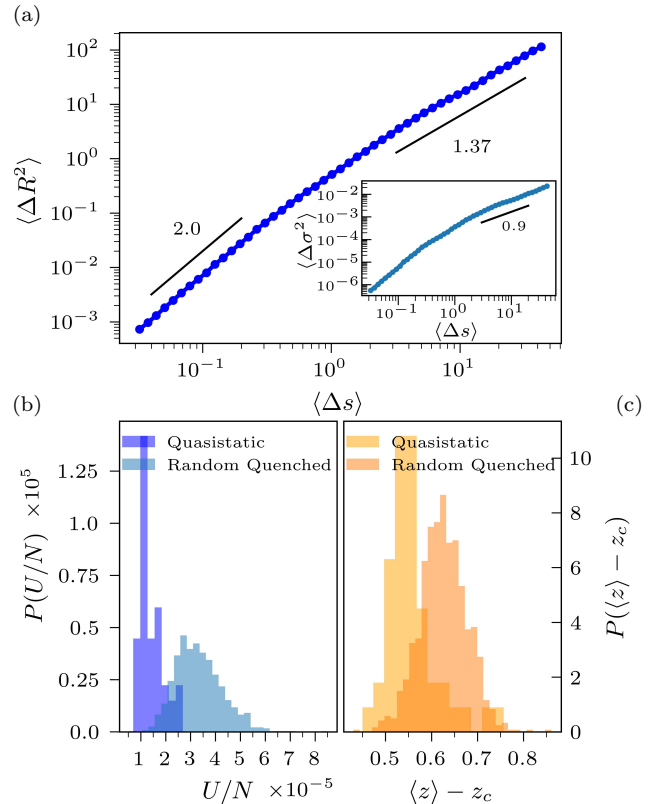 (a)
10^2
10^1
10^0
10^{-1}
10^{-2}
10^{-3}
⟨ΔR^2⟩
2.0
1.37
10^{-2}
10^{-3}
10^{-4}
10^{-5}
10^{-6}
⟨Δσ^2⟩
0.9
10^{-1} 10^0 10^1
⟨Δs⟩
10^{-1} 10^0 10^1
⟨Δs⟩
(b)
Quasistatic
Random Quenched
1.25
1.0
0.75
0.5
0.25
0.0
P(U/N) ×10^5
1 2 3 4 5 6 7 8
U/N ×10^{-5}
(c)
Quasistatic
Random Quenched
10
8
6
4
2
0
P(⟨z⟩ − z_c)
0.5 0.6 0.7 0.8
⟨z⟩ − z_c